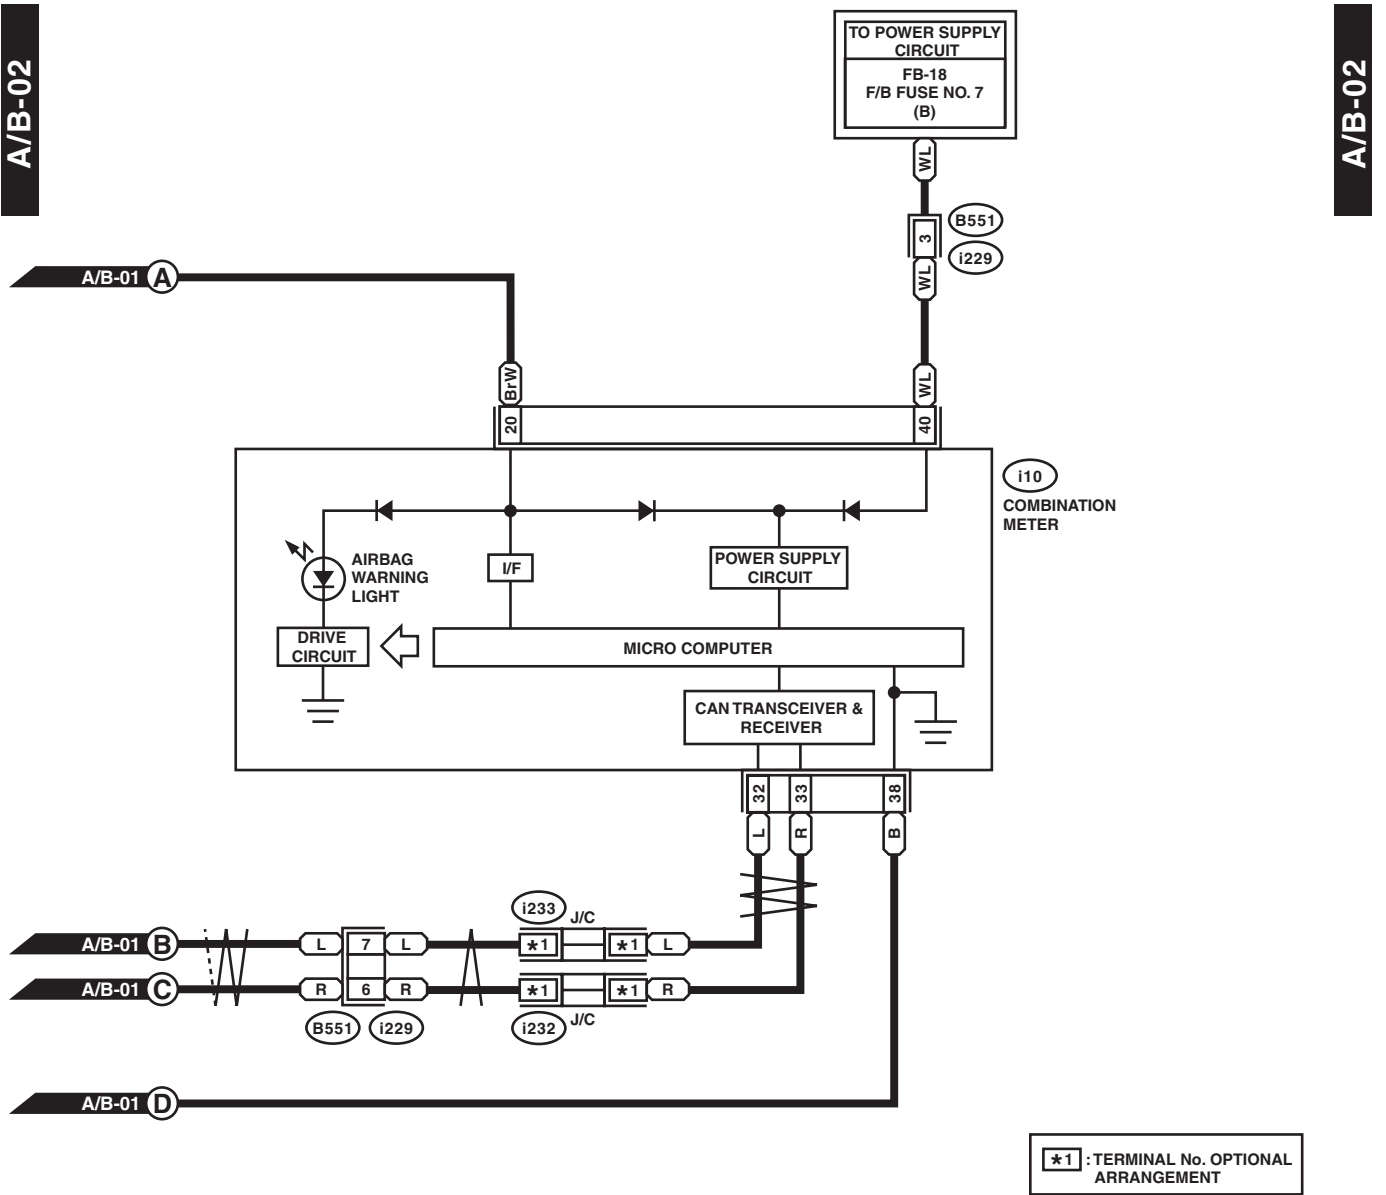 A/B-02
A/B-02
TO POWER SUPPLY
CIRCUIT
FB-18
F/B FUSE NO. 7
(B)
WL
3
B551
i229
WL
A/B-01 A
BrW
WL
20
40
i10
COMBINATION
METER
AIRBAG
WARNING
LIGHT
I/F
POWER SUPPLY
CIRCUIT
DRIVE
CIRCUIT
MICRO COMPUTER
CAN TRANSCEIVER &
RECEIVER
32
33
38
L
R
B
i233
J/C
A/B-01 B
L
7
L
*1
*1
L
A/B-01 C
R
6
R
*1
*1
R
B551
i229
i232
J/C
A/B-01 D
*1 : TERMINAL No. OPTIONAL
ARRANGEMENT